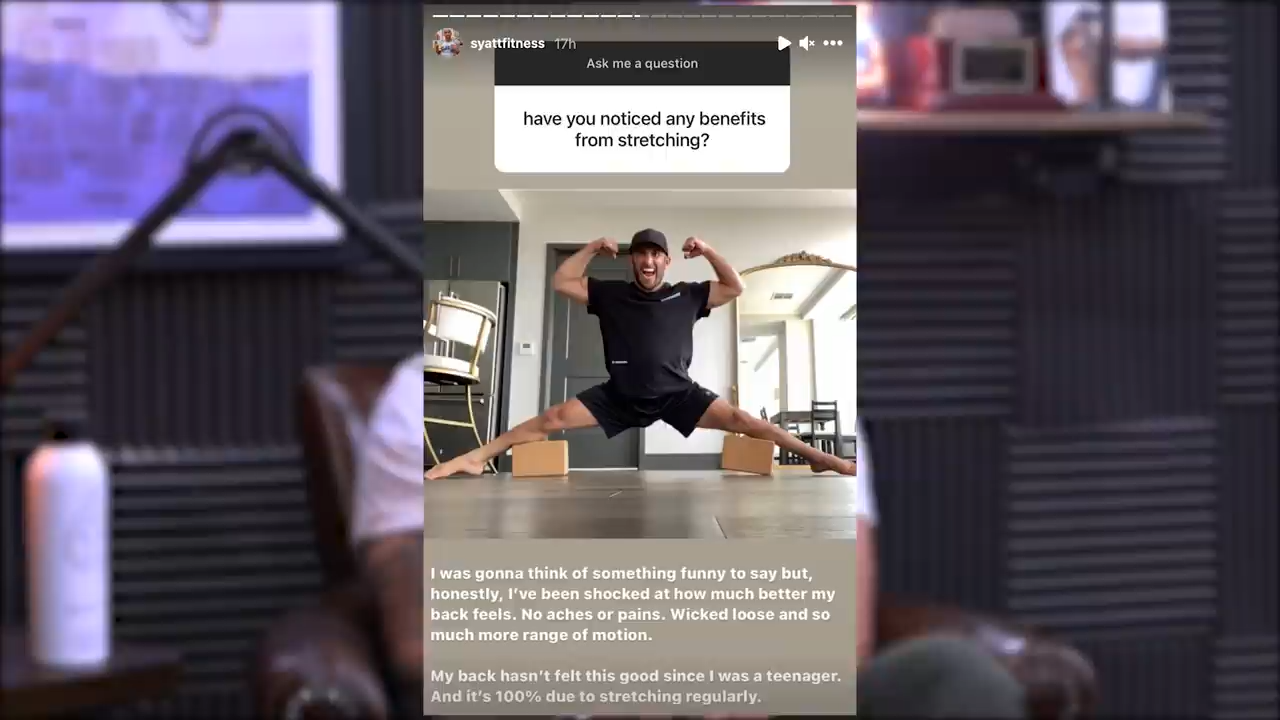 syattfitness 17h
Ask me a question
have you noticed any benefits
from stretching?
I was gonna think of something funny to say but,
honestly, I've been shocked at how much better my
back feels. No aches or pains. Wicked loose and so
much more range of motion.
My back hasn't felt this good since I was a teenager.
And it's 100% due to stretching regularly.